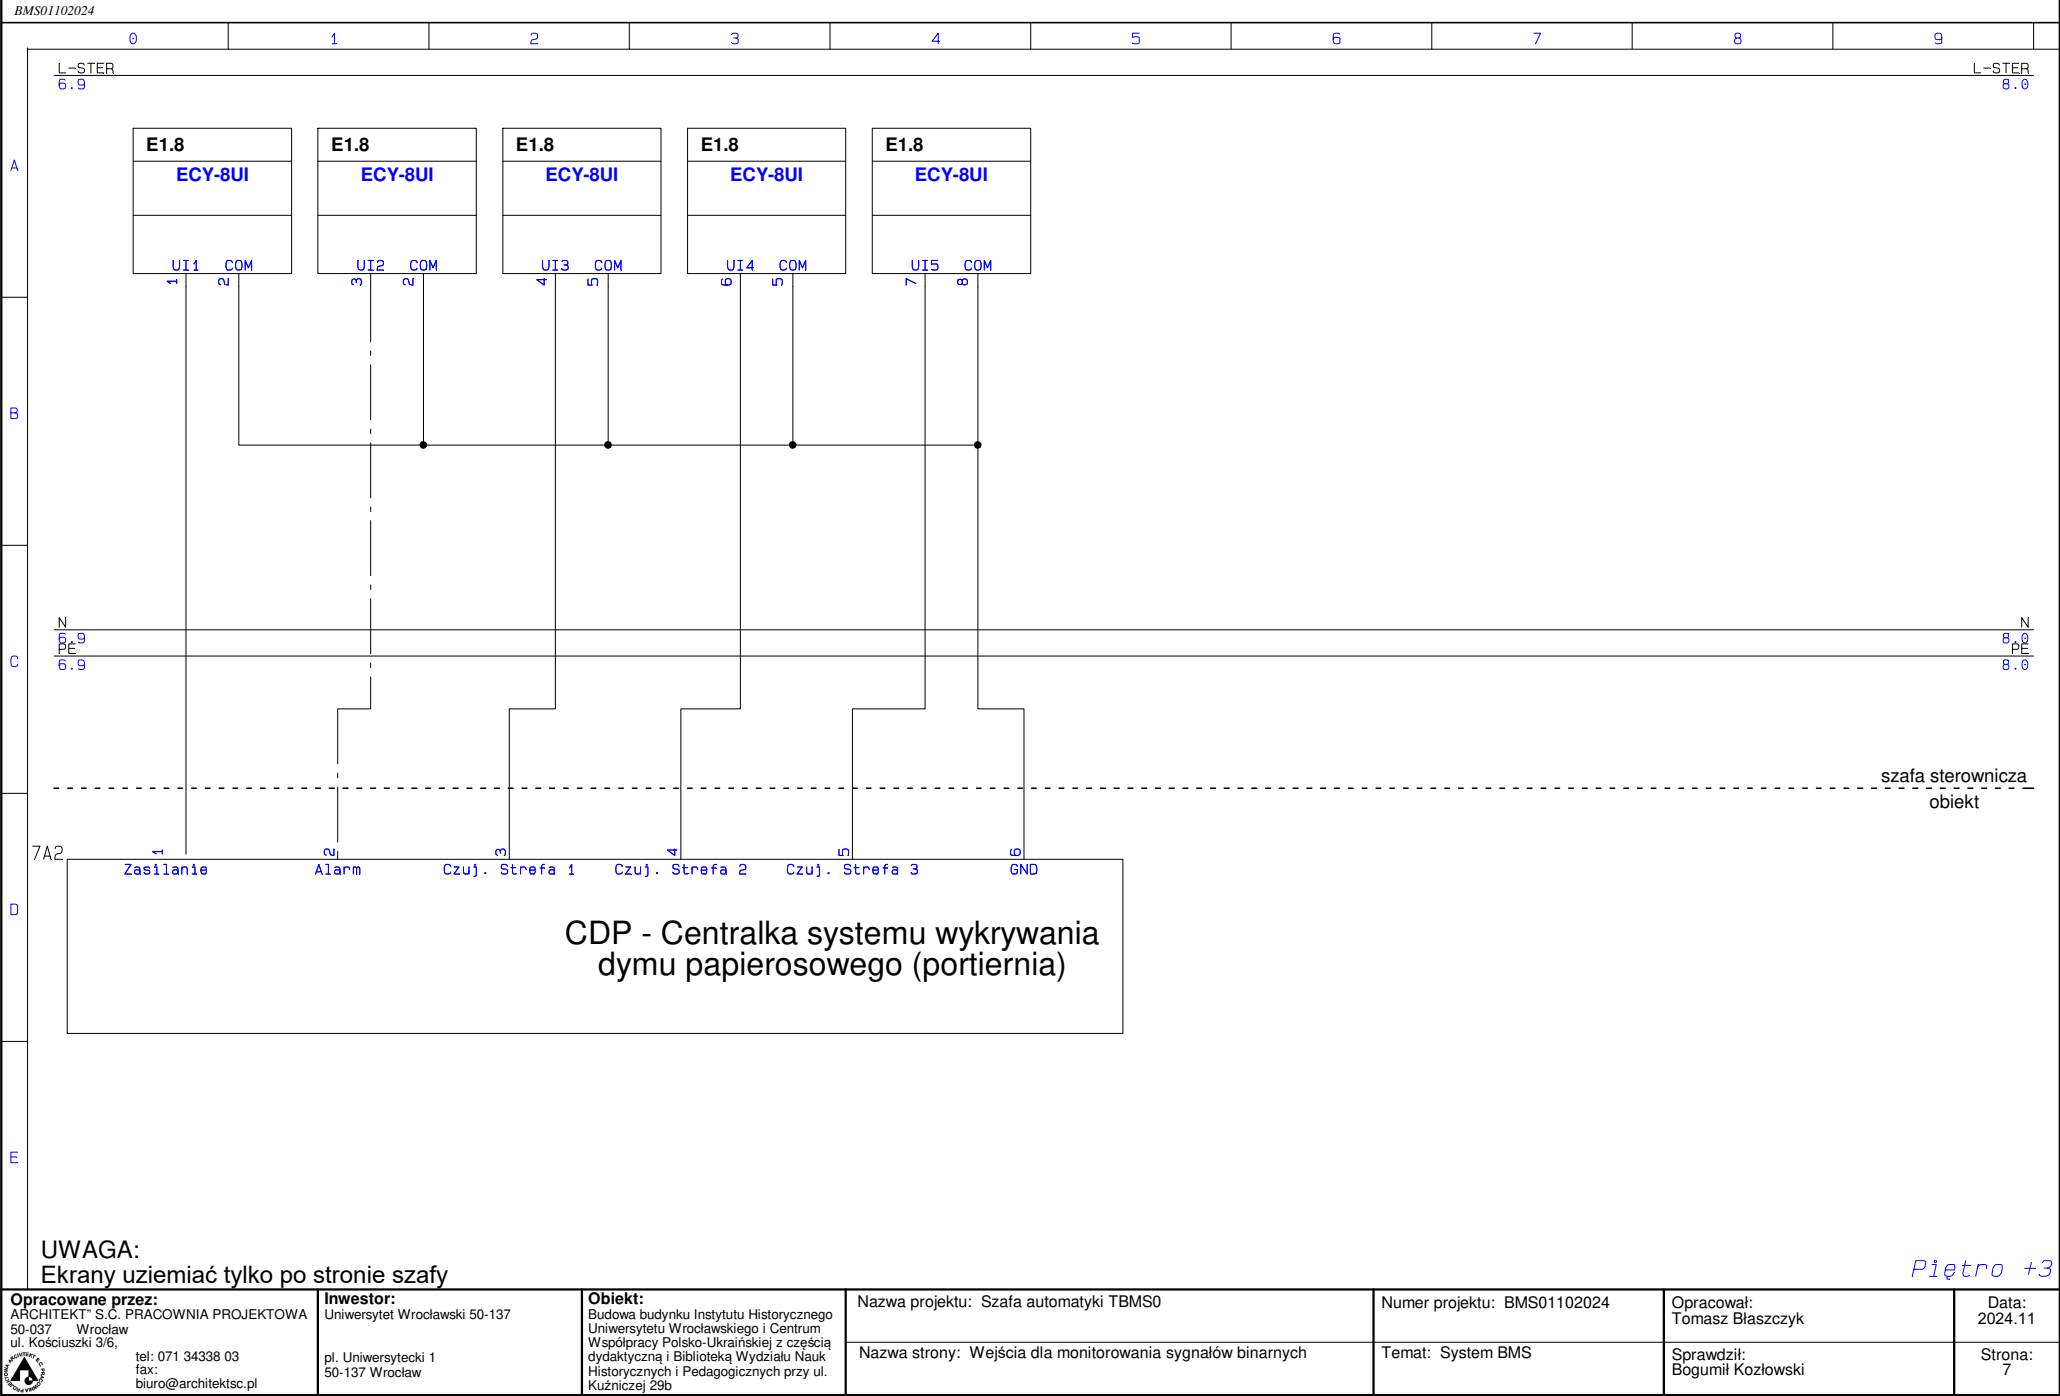 BMS01102024
0 1 2 3 4 5 6 7 8 9
L-STER L-STER
6.9 8.0
A
E1.8 E1.8 E1.8 E1.8 E1.8
ECY-8UI ECY-8UI ECY-8UI ECY-8UI ECY-8UI
UI1 COM UI2 COM UI3 COM UI4 COM UI5 COM
1 2 3 2 4 5 6 5 7 8
B
N N
6.9 8.0
PE PE
6.9 8.0
C
szafa sterownicza
obiekt
7A2 1 2 3 4 5 6
Zasilanie Alarm Czuj. Strefa 1 Czuj. Strefa 2 Czuj. Strefa 3 GND
D
CDP - Centralka systemu wykrywania
dymu papierosowego (portiernia)
E
UWAGA:
Ekrany uziemiać tylko po stronie szafy
Piętro +3
Opracowane przez:
ARCHITEKT" S.C. PRACOWNIA PROJEKTOWA
50-037 Wrocław
ul. Kościuszki 3/6,
tel: 071 34338 03
fax:
biuro@architektsc.pl
Inwestor:
Uniwersytet Wrocławski 50-137
pl. Uniwersytecki 1
50-137 Wrocław
Obiekt:
Budowa budynku Instytutu Historycznego
Uniwersytetu Wrocławskiego i Centrum
Współpracy Polsko-Ukraińskiej z częścią
dydaktyczną i Biblioteką Wydziału Nauk
Historycznych i Pedagogicznych przy ul.
Kuźniczej 29b
Nazwa projektu: Szafa automatyki TBMS0
Nazwa strony: Wejścia dla monitorowania sygnałów binarnych
Numer projektu: BMS01102024
Temat: System BMS
Opracował:
Tomasz Błaszczyk
Sprawdził:
Bogumił Kozłowski
Data:
2024.11
Strona:
7